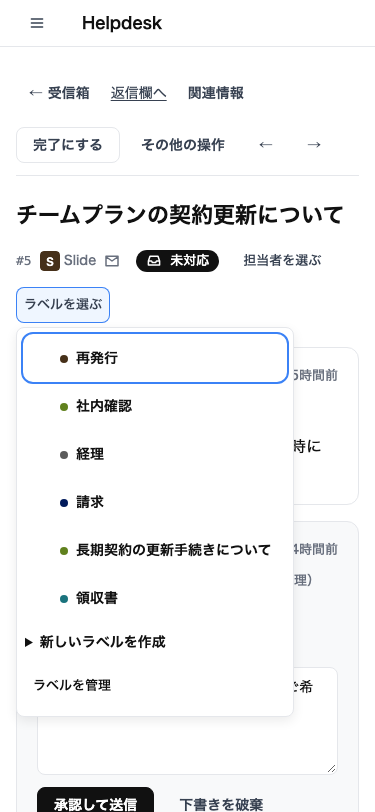 Helpdesk
← 受信箱 返信欄へ 関連情報
完了にする その他の操作 ← →
チームプランの契約更新について
#5 S Slide 未対応 担当者を選ぶ
ラベルを選ぶ
再発行
5時間前
社内確認
経理
時に
請求
長期契約の更新手続きについて
4時間前
理）
領収書
新しいラベルを作成
ラベルを管理
希
承認して送信 下書きを破棄